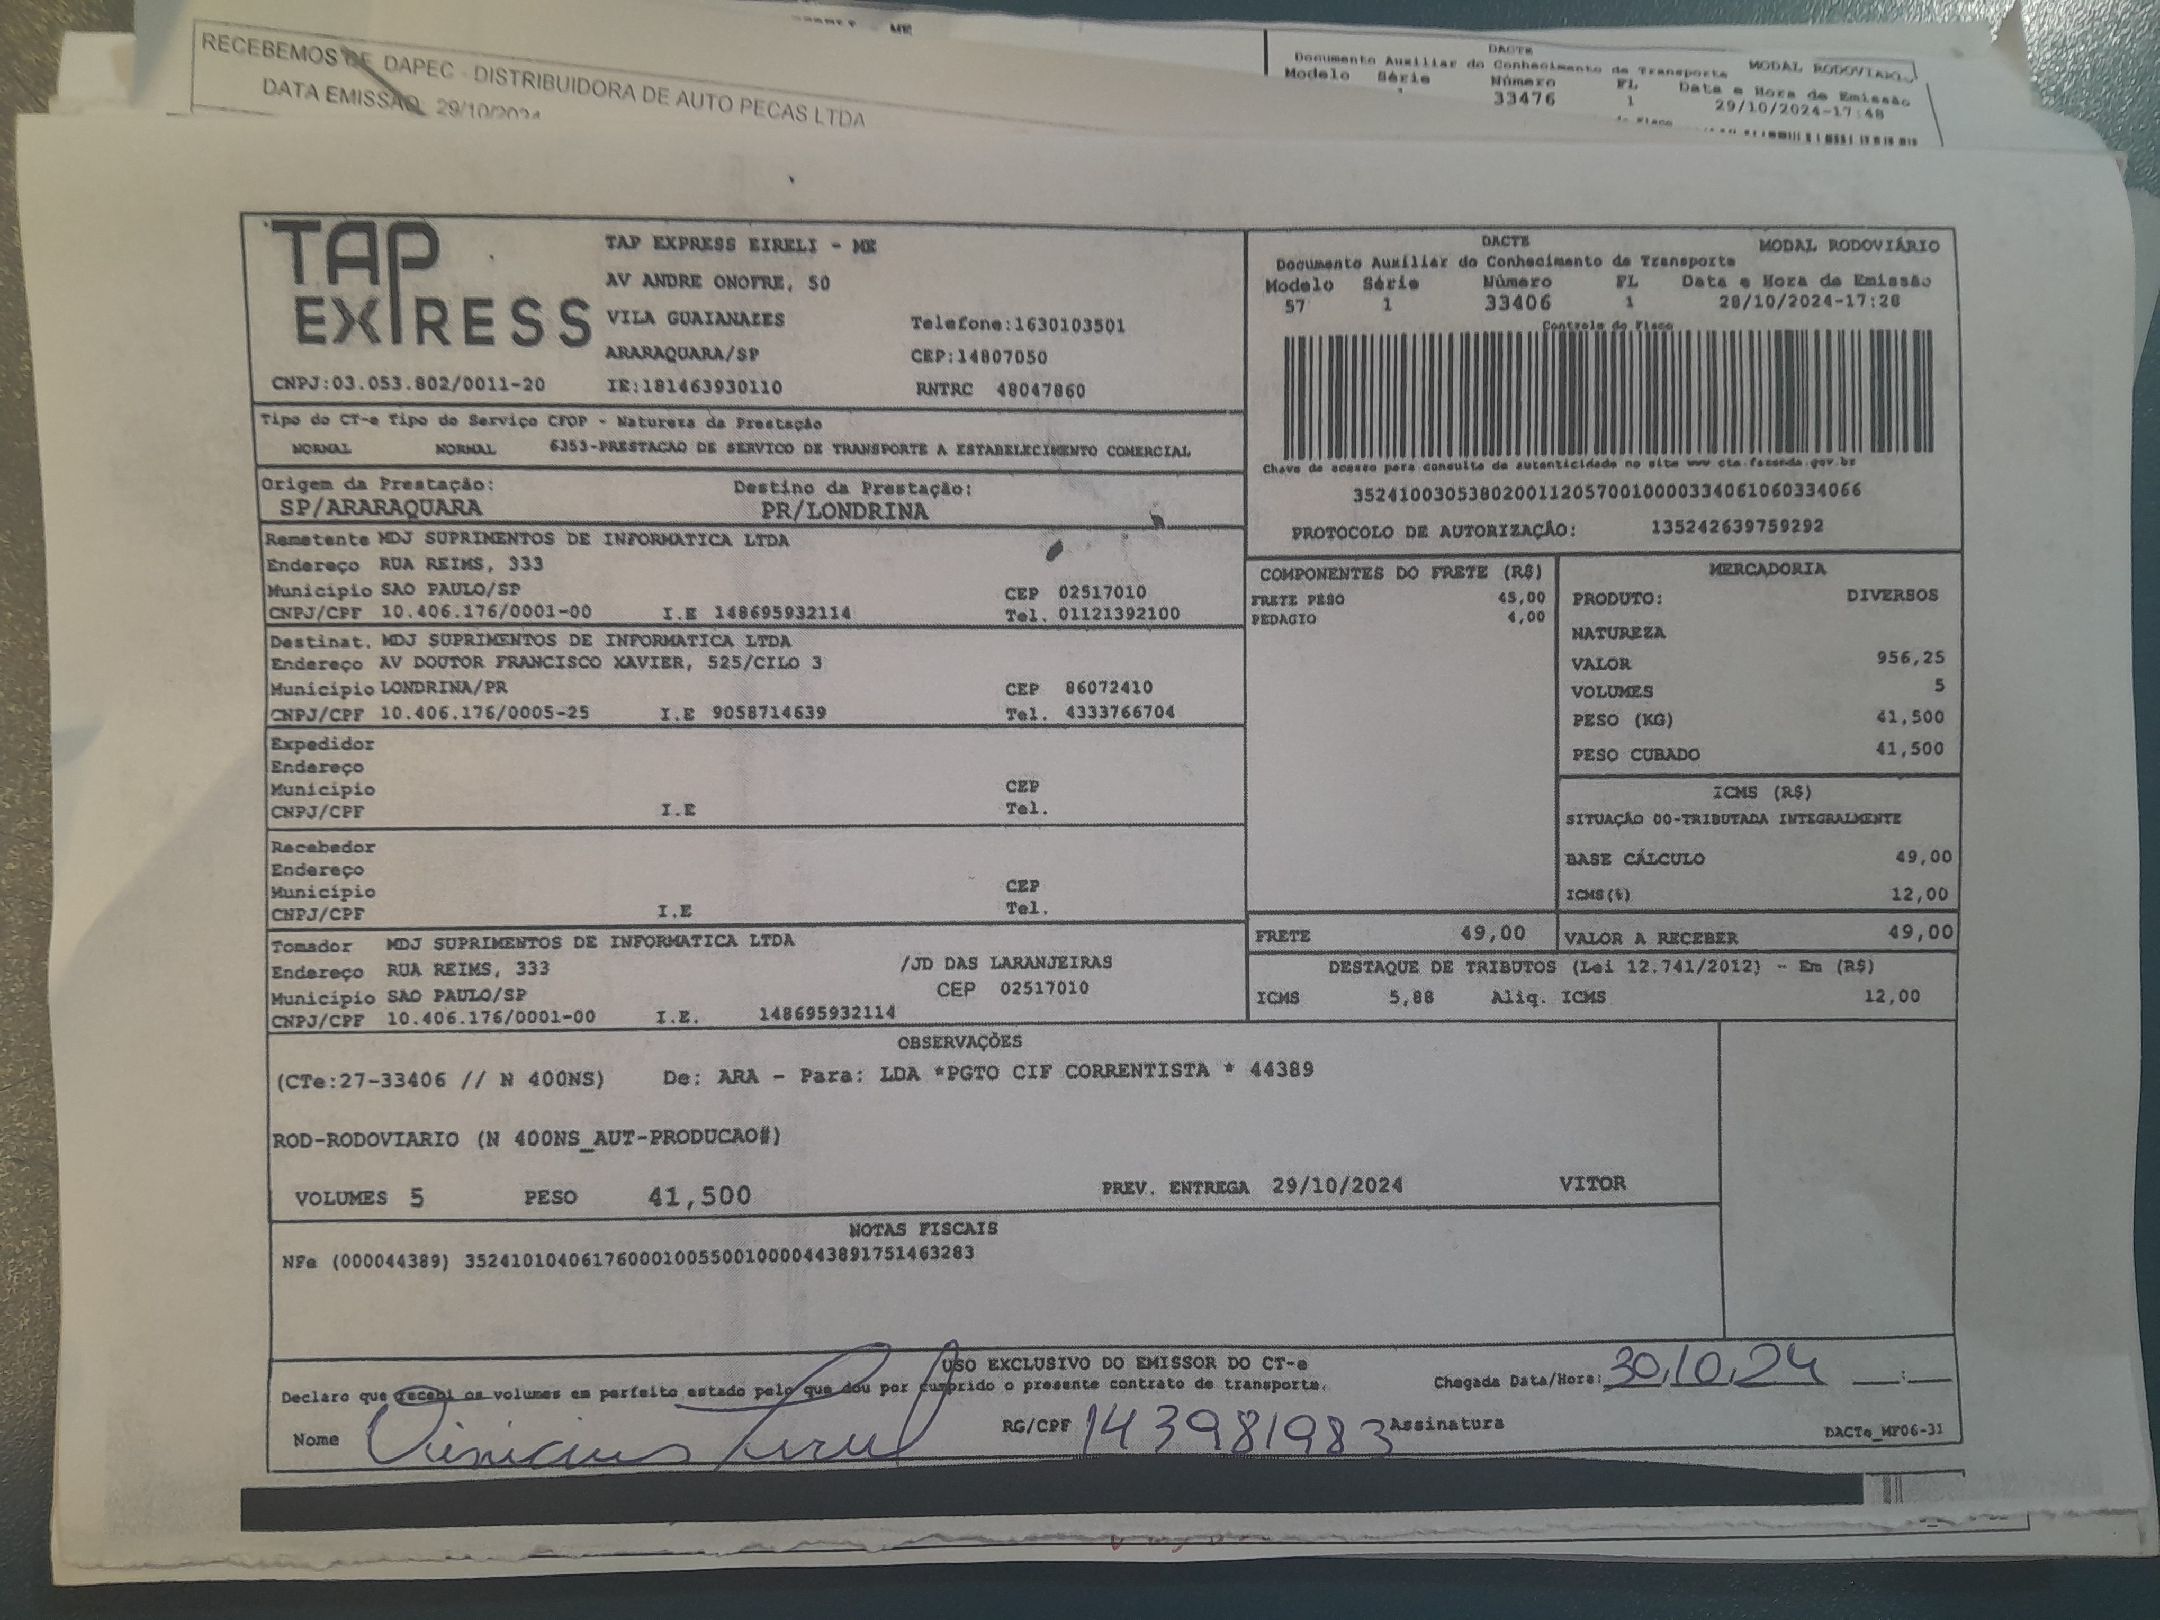 RECEBEMOS DE DAPEC - DISTRIBUIDORA DE AUTO PECAS LTDA
DATA EMISSAO 29/10/2024
DACTE
MODAL RODOVIÁRIO
Documento Auxiliar do Conhecimento de Transporte
Modelo Série Número FL Data e Hora de Emissão
33476 1 29/10/2024-17:48
TAP EXPRESS
TAP EXPRESS EIRELI - ME
AV ANDRE ONOFRE, 50
VILA GUAIANAZES Telefone:1630103501
ARARAQUARA/SP CEP:14807050
CNPJ:03.053.802/0011-20 IE:181463930110 RNTRC 48047860
DACTE MODAL RODOVIÁRIO
Documento Auxiliar do Conhecimento de Transporte
Modelo Série Número FL Data e Hora de Emissão
57 1 33406 1 28/10/2024-17:28
Controle do Fisco
Chave de acesso para consulta de autenticidade no site www.cte.fazenda.gov.br
35241003053802001120570010000334061060334066
PROTOCOLO DE AUTORIZAÇÃO: 135242639759292
Tipo do CT-e Tipo do Serviço CFOP - Natureza da Prestação
NORMAL NORMAL 6353-PRESTACAO DE SERVICO DE TRANSPORTE A ESTABELECIMENTO COMERCIAL
Origem da Prestação: Destino da Prestação:
SP/ARARAQUARA PR/LONDRINA
Remetente MDJ SUPRIMENTOS DE INFORMATICA LTDA
Endereço RUA REIMS, 333
Município SAO PAULO/SP CEP 02517010
CNPJ/CPF 10.406.176/0001-00 I.E 148695932114 Tel. 01121392100
Destinat. MDJ SUPRIMENTOS DE INFORMATICA LTDA
Endereço AV DOUTOR FRANCISCO XAVIER, 525/CILO 3
Município LONDRINA/PR CEP 86072410
CNPJ/CPF 10.406.176/0005-25 I.E 9058714639 Tel. 4333766704
Expedidor
Endereço
Município CEP
CNPJ/CPF I.E Tel.
Recebedor
Endereço
Município CEP
CNPJ/CPF I.E Tel.
Tomador MDJ SUPRIMENTOS DE INFORMATICA LTDA
Endereço RUA REIMS, 333 /JD DAS LARANJEIRAS
Município SAO PAULO/SP CEP 02517010
CNPJ/CPF 10.406.176/0001-00 I.E. 148695932114
COMPONENTES DO FRETE (R$)
FRETE PESO 45,00
PEDAGIO 4,00
MERCADORIA
PRODUTO: DIVERSOS
NATUREZA
VALOR 956,25
VOLUMES 5
PESO (KG) 41,500
PESO CUBADO 41,500
ICMS (R$)
SITUAÇÃO 00-TRIBUTADA INTEGRALMENTE
BASE CÁLCULO 49,00
ICMS(%) 12,00
FRETE 49,00 VALOR A RECEBER 49,00
DESTAQUE DE TRIBUTOS (Lei 12.741/2012) - Em (R$)
ICMS 5,88 Aliq. ICMS 12,00
OBSERVAÇÕES
(CTe:27-33406 // N 400NS) De: ARA - Para: LDA *PGTO CIF CORRENTISTA * 44389
ROD-RODOVIARIO (N 400NS_AUT-PRODUCAO#)
VOLUMES 5 PESO 41,500 PREV. ENTREGA 29/10/2024 VITOR
NOTAS FISCAIS
NFe (000044389) 35241010406176000100550010000443891751463283
USO EXCLUSIVO DO EMISSOR DO CT-e
Declaro que recebi os volumes em perfeito estado pelo que dou por cumprido o presente contrato de transporte. Chegada Data/Hora: 30.10.24 __:__
Nome Vinicius RG/CPF 143981983 Assinatura DACTe_MF06-31